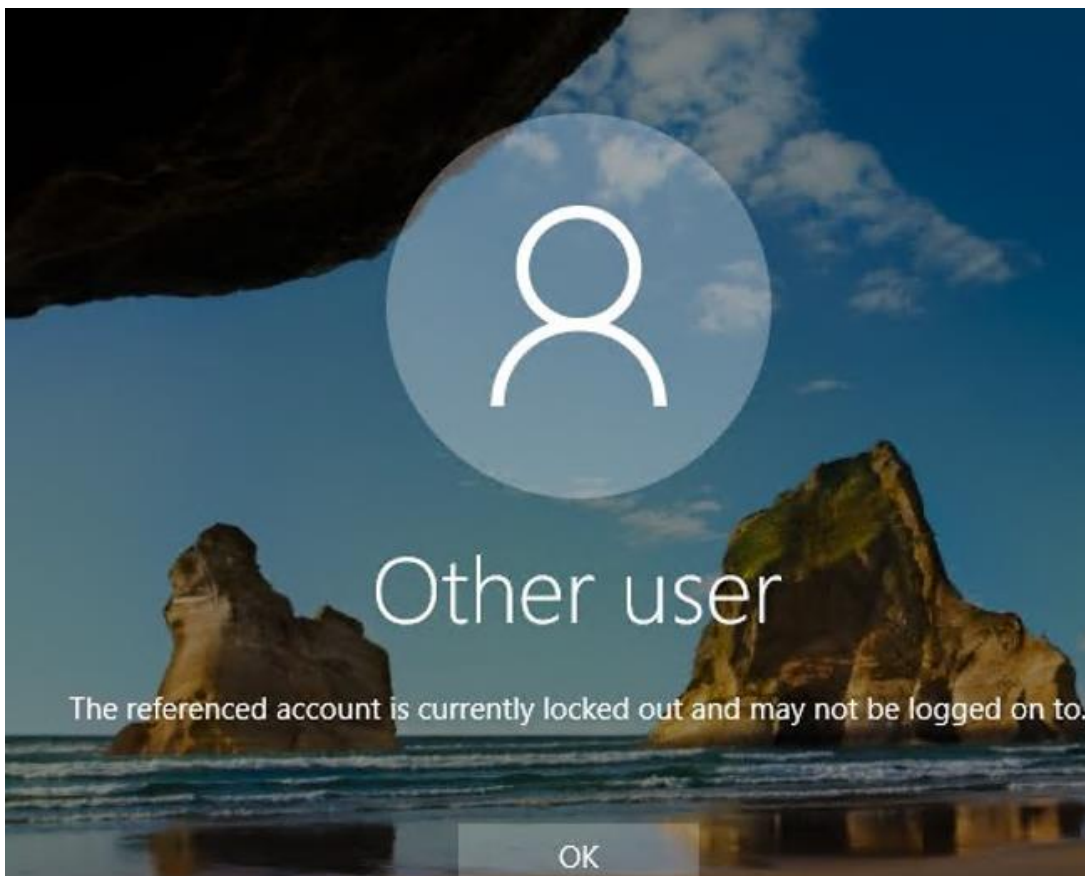 Other user
The referenced account is currently locked out and may not be logged on to.
OK